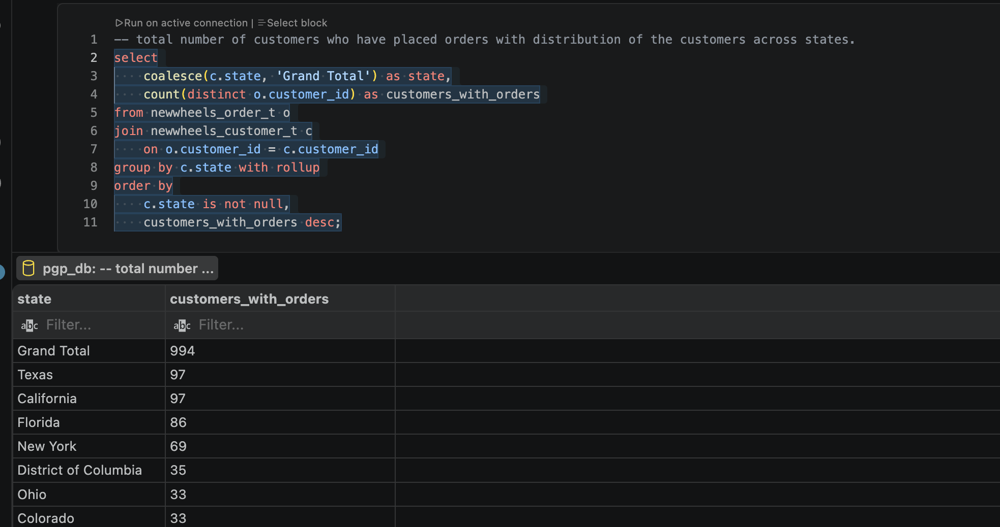 Run on active connection | Select block
1 -- total number of customers who have placed orders with distribution of the customers across states.
2 select
3     coalesce(c.state, 'Grand Total') as state,
4     count(distinct o.customer_id) as customers_with_orders
5 from newwheels_order_t o
6 join newwheels_customer_t c
7     on o.customer_id = c.customer_id
8 group by c.state with rollup
9 order by
10     c.state is not null,
11     customers_with_orders desc;
pgp_db: -- total number ...
state customers_with_orders
abc Filter... abc Filter...
Grand Total 994
Texas 97
California 97
Florida 86
New York 69
District of Columbia 35
Ohio 33
Colorado 33